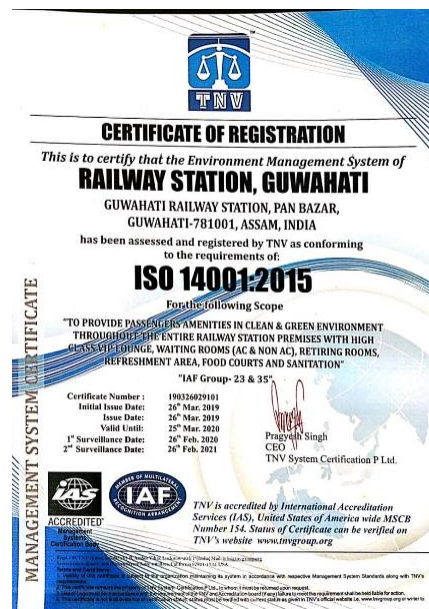 TNV
CERTIFICATE OF REGISTRATION
This is to certify that the Environment Management System of
RAILWAY STATION, GUWAHATI
GUWAHATI RAILWAY STATION, PAN BAZAR,
GUWAHATI-781001, ASSAM, INDIA
has been assessed and registered by TNV as conforming
to the requirements of:
ISO 14001:2015
For the following Scope
"TO PROVIDE PASSENGERS AMENITIES IN CLEAN & GREEN ENVIRONMENT
THROUGHOUT THE ENTIRE RAILWAY STATION PREMISES WITH HIGH
CLASS VIP LOUNGE, WAITING ROOMS (AC & NON AC), RETIRING ROOMS,
REFRESHMENT AREA, FOOD COURTS AND SANITATION"
"IAF Group- 23 & 35"
Certificate Number : 190326029101
Initial Issue Date: 26th Mar. 2019
Issue Date: 26th Mar. 2019
Valid Until: 25th Mar. 2020
1st Surveillance Date: 26th Feb. 2020
2nd Surveillance Date: 26th Feb. 2021
Pragyesh Singh
CEO
TNV System Certification P Ltd.
MANAGEMENT SYSTEM CERTIFICATE
IAS
ACCREDITED
Management
Systems
Certification Body
MEMBER OF MULTILATERAL
RECOGNITION ARRANGEMENT
IAF
TNV is accredited by International Accreditation
Services (IAS), United States of America wide MSCB
Number 154. Status of Certificate can be verified on
TNV's website www.tnvgroup.org
Terms and Conditions: